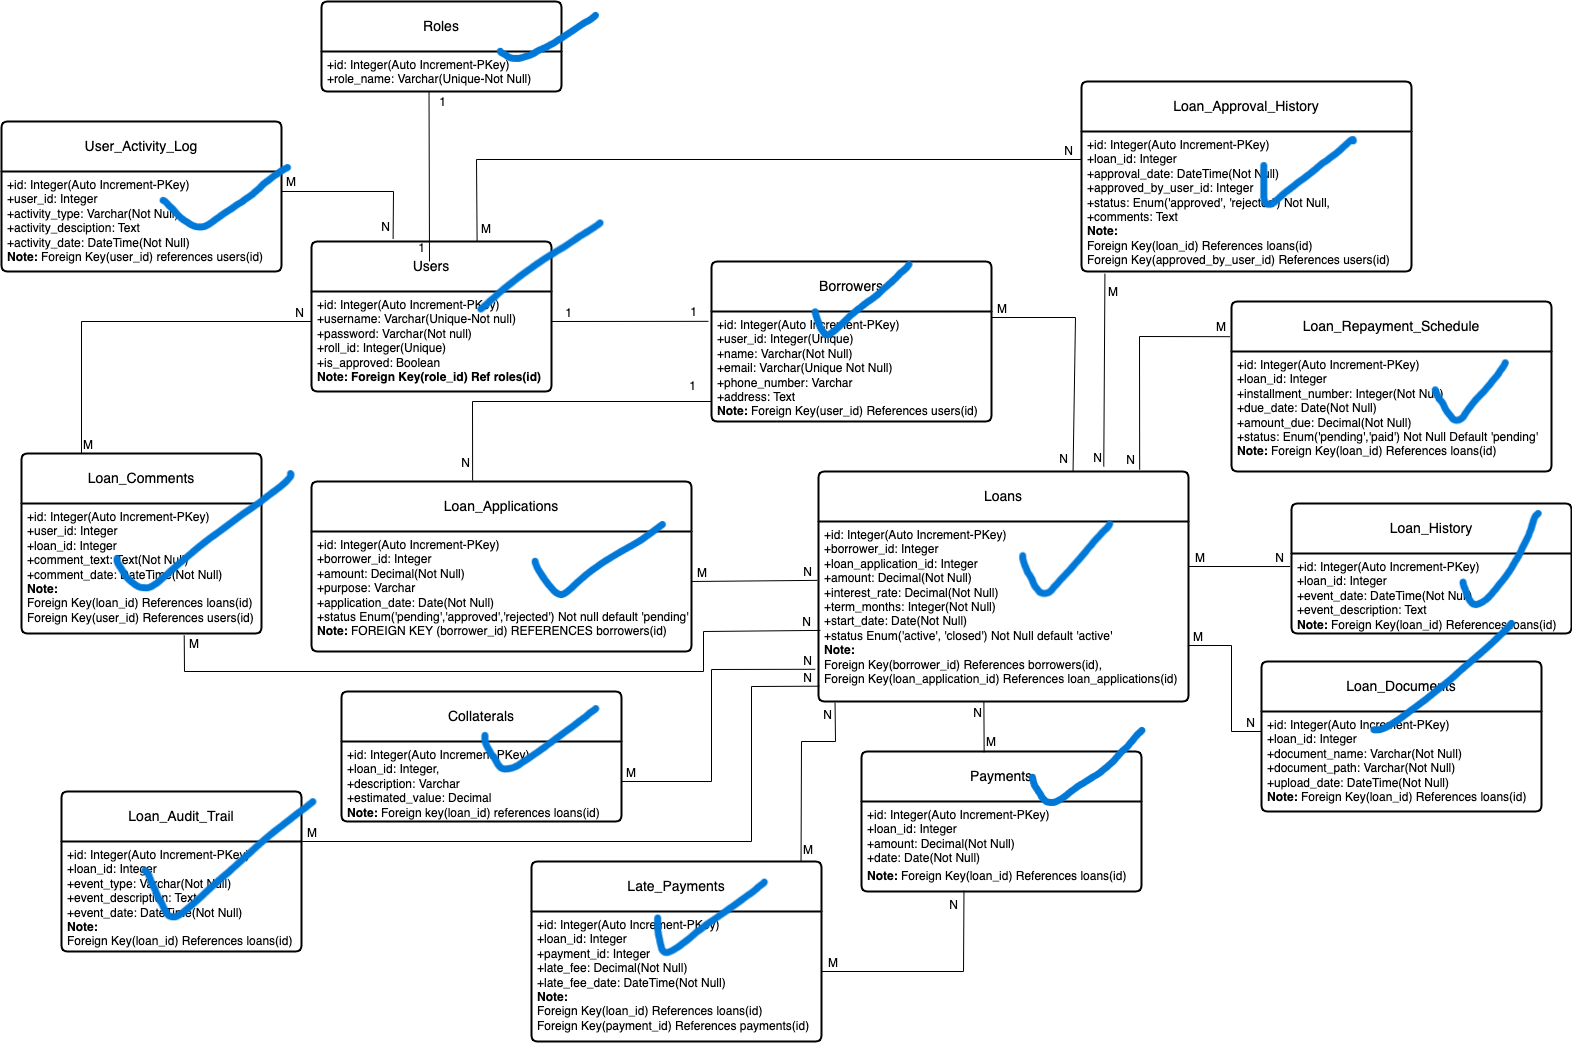 Roles
+id: Integer(Auto Increment-PKey)
+role_name: Varchar(Unique-Not Null)
1
1
User_Activity_Log
+id: Integer(Auto Increment-PKey)
+user_id: Integer
+activity_type: Varchar(Not Null)
+activity_desciption: Text
+activity_date: DateTime(Not Null)
Note: Foreign Key(user_id) references users(id)
M
N
M
N
Loan_Approval_History
+id: Integer(Auto Increment-PKey)
+loan_id: Integer
+approval_date: DateTime(Not Null)
+approved_by_user_id: Integer
+status: Enum('approved', 'rejected') Not Null,
+comments: Text
Note:
Foreign Key(loan_id) References loans(id)
Foreign Key(approved_by_user_id) References users(id)
M
N
Users
+id: Integer(Auto Increment-PKey)
+username: Varchar(Unique-Not null)
+password: Varchar(Not null)
+roll_id: Integer(Unique)
+is_approved: Boolean
Note: Foreign Key(role_id) Ref roles(id)
1
1
N
M
Borrowers
+id: Integer(Auto Increment-PKey)
+user_id: Integer(Unique)
+name: Varchar(Not Null)
+email: Varchar(Unique Not Null)
+phone_number: Varchar
+address: Text
Note: Foreign Key(user_id) References users(id)
M
N
1
N
Loan_Repayment_Schedule
+id: Integer(Auto Increment-PKey)
+loan_id: Integer
+installment_number: Integer(Not Null)
+due_date: Date(Not Null)
+amount_due: Decimal(Not Null)
+status: Enum('pending','paid') Not Null Default 'pending'
Note: Foreign Key(loan_id) References loans(id)
M
N
Loan_Comments
+id: Integer(Auto Increment-PKey)
+user_id: Integer
+loan_id: Integer
+comment_text: Text(Not Null)
+comment_date: DateTime(Not Null)
Note:
Foreign Key(loan_id) References loans(id)
Foreign Key(user_id) References users(id)
M
N
Loan_Applications
+id: Integer(Auto Increment-PKey)
+borrower_id: Integer
+amount: Decimal(Not Null)
+purpose: Varchar
+application_date: Date(Not Null)
+status Enum('pending','approved','rejected') Not null default 'pending'
Note: FOREIGN KEY (borrower_id) REFERENCES borrowers(id)
M
N
Loans
+id: Integer(Auto Increment-PKey)
+borrower_id: Integer
+loan_application_id: Integer
+amount: Decimal(Not Null)
+interest_rate: Decimal(Not Null)
+term_months: Integer(Not Null)
+start_date: Date(Not Null)
+status Enum('active', 'closed') Not Null default 'active'
Note:
Foreign Key(borrower_id) References borrowers(id),
Foreign Key(loan_application_id) References loan_applications(id)
M
N
Loan_History
+id: Integer(Auto Increment-PKey)
+loan_id: Integer
+event_date: DateTime(Not Null)
+event_description: Text
Note: Foreign Key(loan_id) References loans(id)
M
N
Loan_Documents
+id: Integer(Auto Increment-PKey)
+loan_id: Integer
+document_name: Varchar(Not Null)
+document_path: Varchar(Not Null)
+upload_date: DateTime(Not Null)
Note: Foreign Key(loan_id) References loans(id)
Collaterals
+id: Integer(Auto Increment-PKey)
+loan_id: Integer,
+description: Varchar
+estimated_value: Decimal
Note: Foreign key(loan_id) references loans(id)
M
N
N
N
N
M
Payments
+id: Integer(Auto Increment-PKey)
+loan_id: Integer
+amount: Decimal(Not Null)
+date: Date(Not Null)
Note: Foreign Key(loan_id) References loans(id)
N
M
Loan_Audit_Trail
+id: Integer(Auto Increment-PKey)
+loan_id: Integer
+event_type: Varchar(Not Null)
+event_description: Text
+event_date: DateTime(Not Null)
Note:
Foreign Key(loan_id) References loans(id)
M
M
Late_Payments
+id: Integer(Auto Increment-PKey)
+loan_id: Integer
+payment_id: Integer
+late_fee: Decimal(Not Null)
+late_fee_date: DateTime(Not Null)
Note:
Foreign Key(loan_id) References loans(id)
Foreign Key(payment_id) References payments(id)